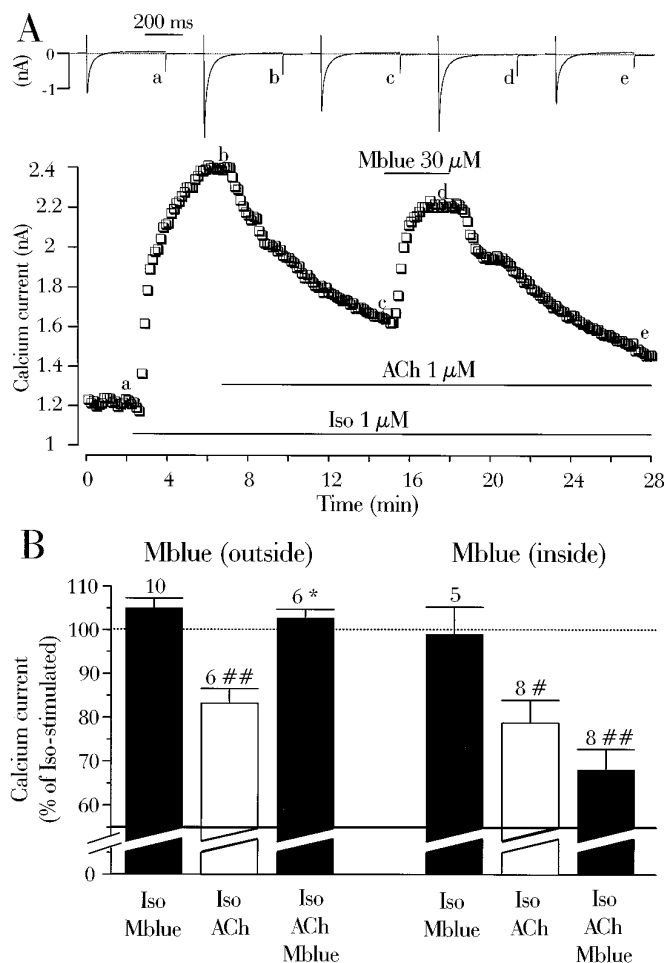 A
200 ms
0
-1
(nA)
a
b
c
d
e
Mblue 30 μM
2.4
2.2
2
1.8
1.6
1.4
1.2
1
Calcium current (nA)
a
b
c
d
e
ACh 1 μM
Iso 1 μM
0
4
8
12
16
20
24
28
Time (min)
B
Mblue (outside)
Mblue (inside)
110
100
90
80
70
60
0
Calcium current
(% of Iso-stimulated)
10
6 ##
6 *
5
8 #
8 ##
Iso
Mblue
Iso
ACh
Iso
ACh
Mblue
Iso
Mblue
Iso
ACh
Iso
ACh
Mblue